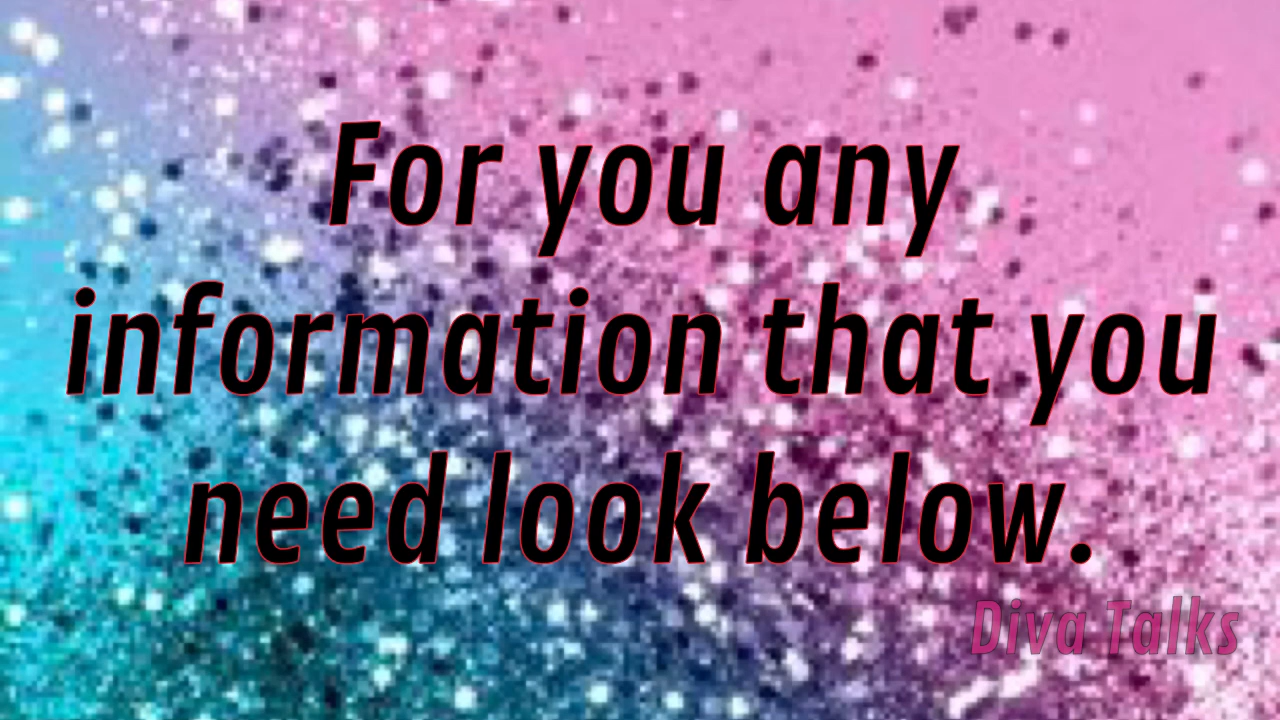 For you any
information that you
need look below.
Diva Talks